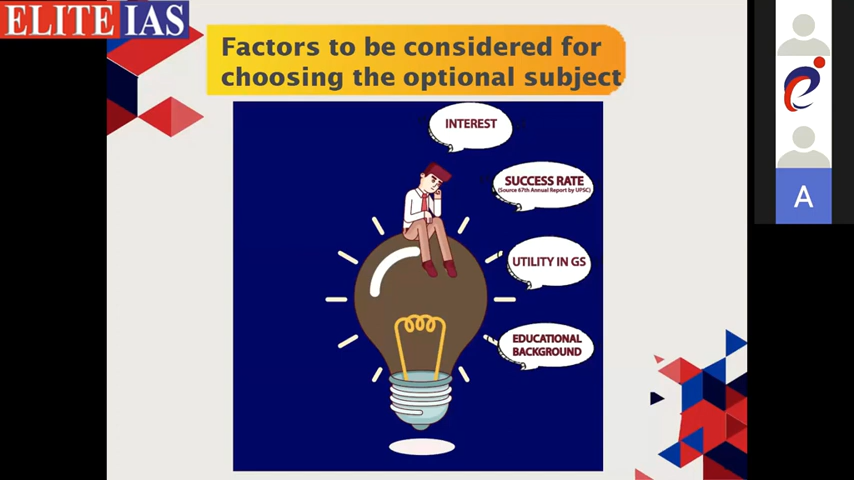 ELITE IAS
Factors to be considered for
choosing the optional subject
INTEREST
SUCCESS RATE
(Source 67th Annual Report by UPSC)
UTILITY IN GS
EDUCATIONAL
BACKGROUND
e
A